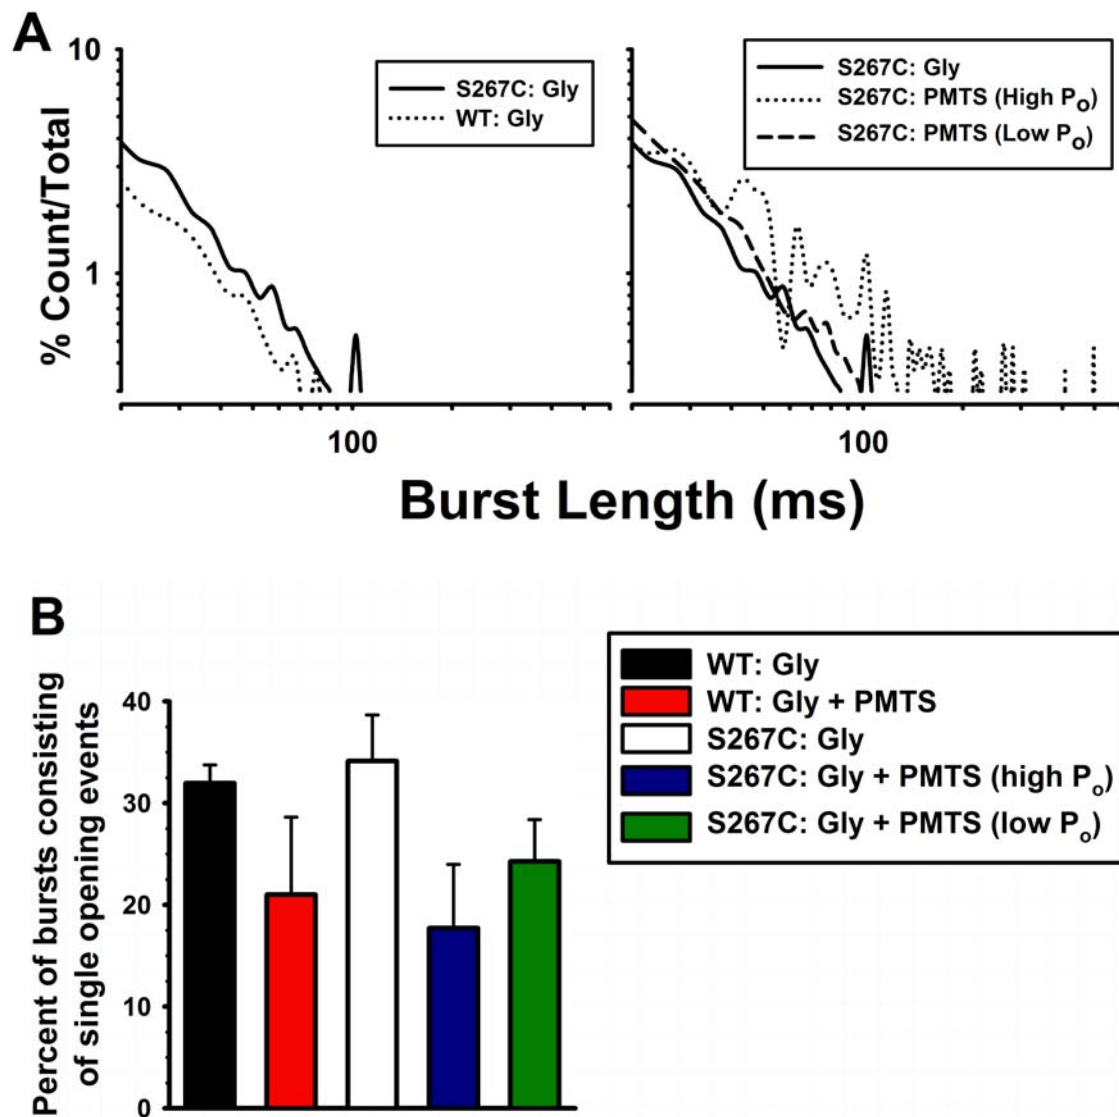 A
10
1
% Count/Total
S267C: Gly
WT: Gly
S267C: Gly
S267C: PMTS (High Po)
S267C: PMTS (Low Po)
100
100
Burst Length (ms)
B
Percent of bursts consisting
of single opening events
40
30
20
10
0
WT: Gly
WT: Gly + PMTS
S267C: Gly
S267C: Gly + PMTS (high Po)
S267C: Gly + PMTS (low Po)